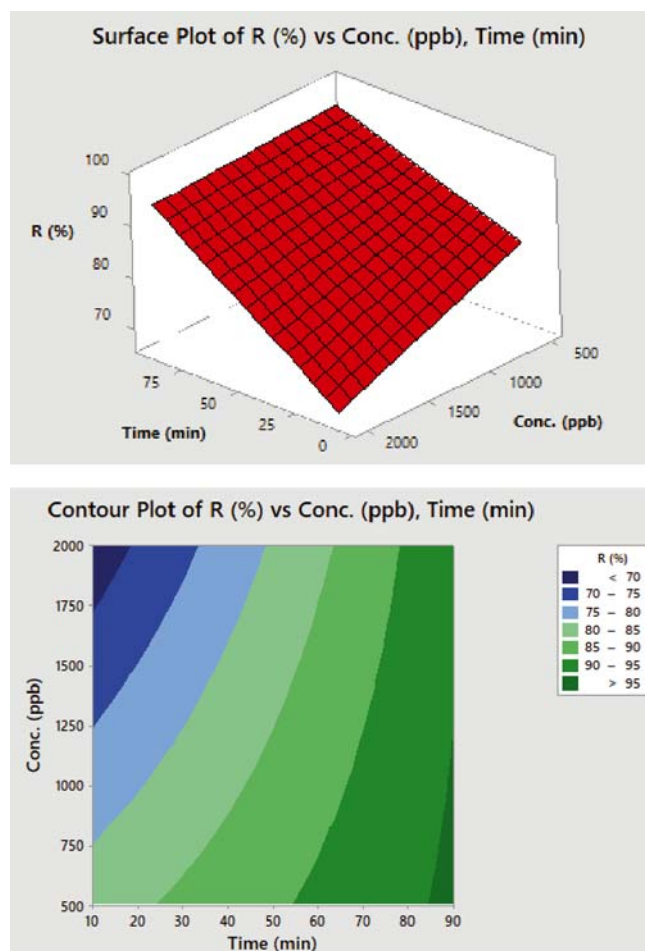 Surface Plot of R (%) vs Conc. (ppb), Time (min)
100
90
R (%)
80
70
75
50
25
0
Time (min)
500
1000
1500
2000
Conc. (ppb)
Contour Plot of R (%) vs Conc. (ppb), Time (min)
2000
1750
1500
1250
1000
750
500
Conc. (ppb)
10 20 30 40 50 60 70 80 90
Time (min)
R (%)
< 70
70 – 75
75 – 80
80 – 85
85 – 90
90 – 95
> 95